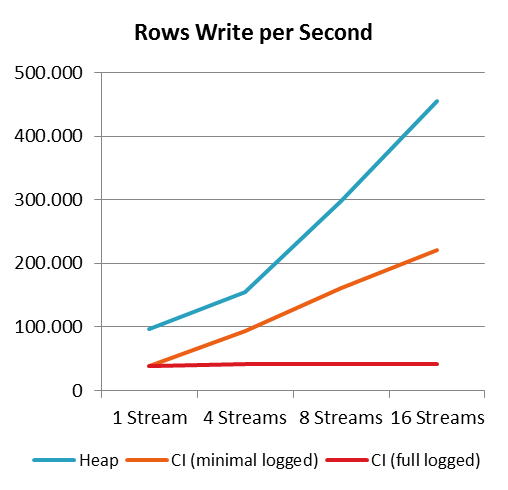 Rows Write per Second
500.000
400.000
300.000
200.000
100.000
0
1 Stream 4 Streams 8 Streams 16 Streams
Heap CI (minimal logged) CI (full logged)